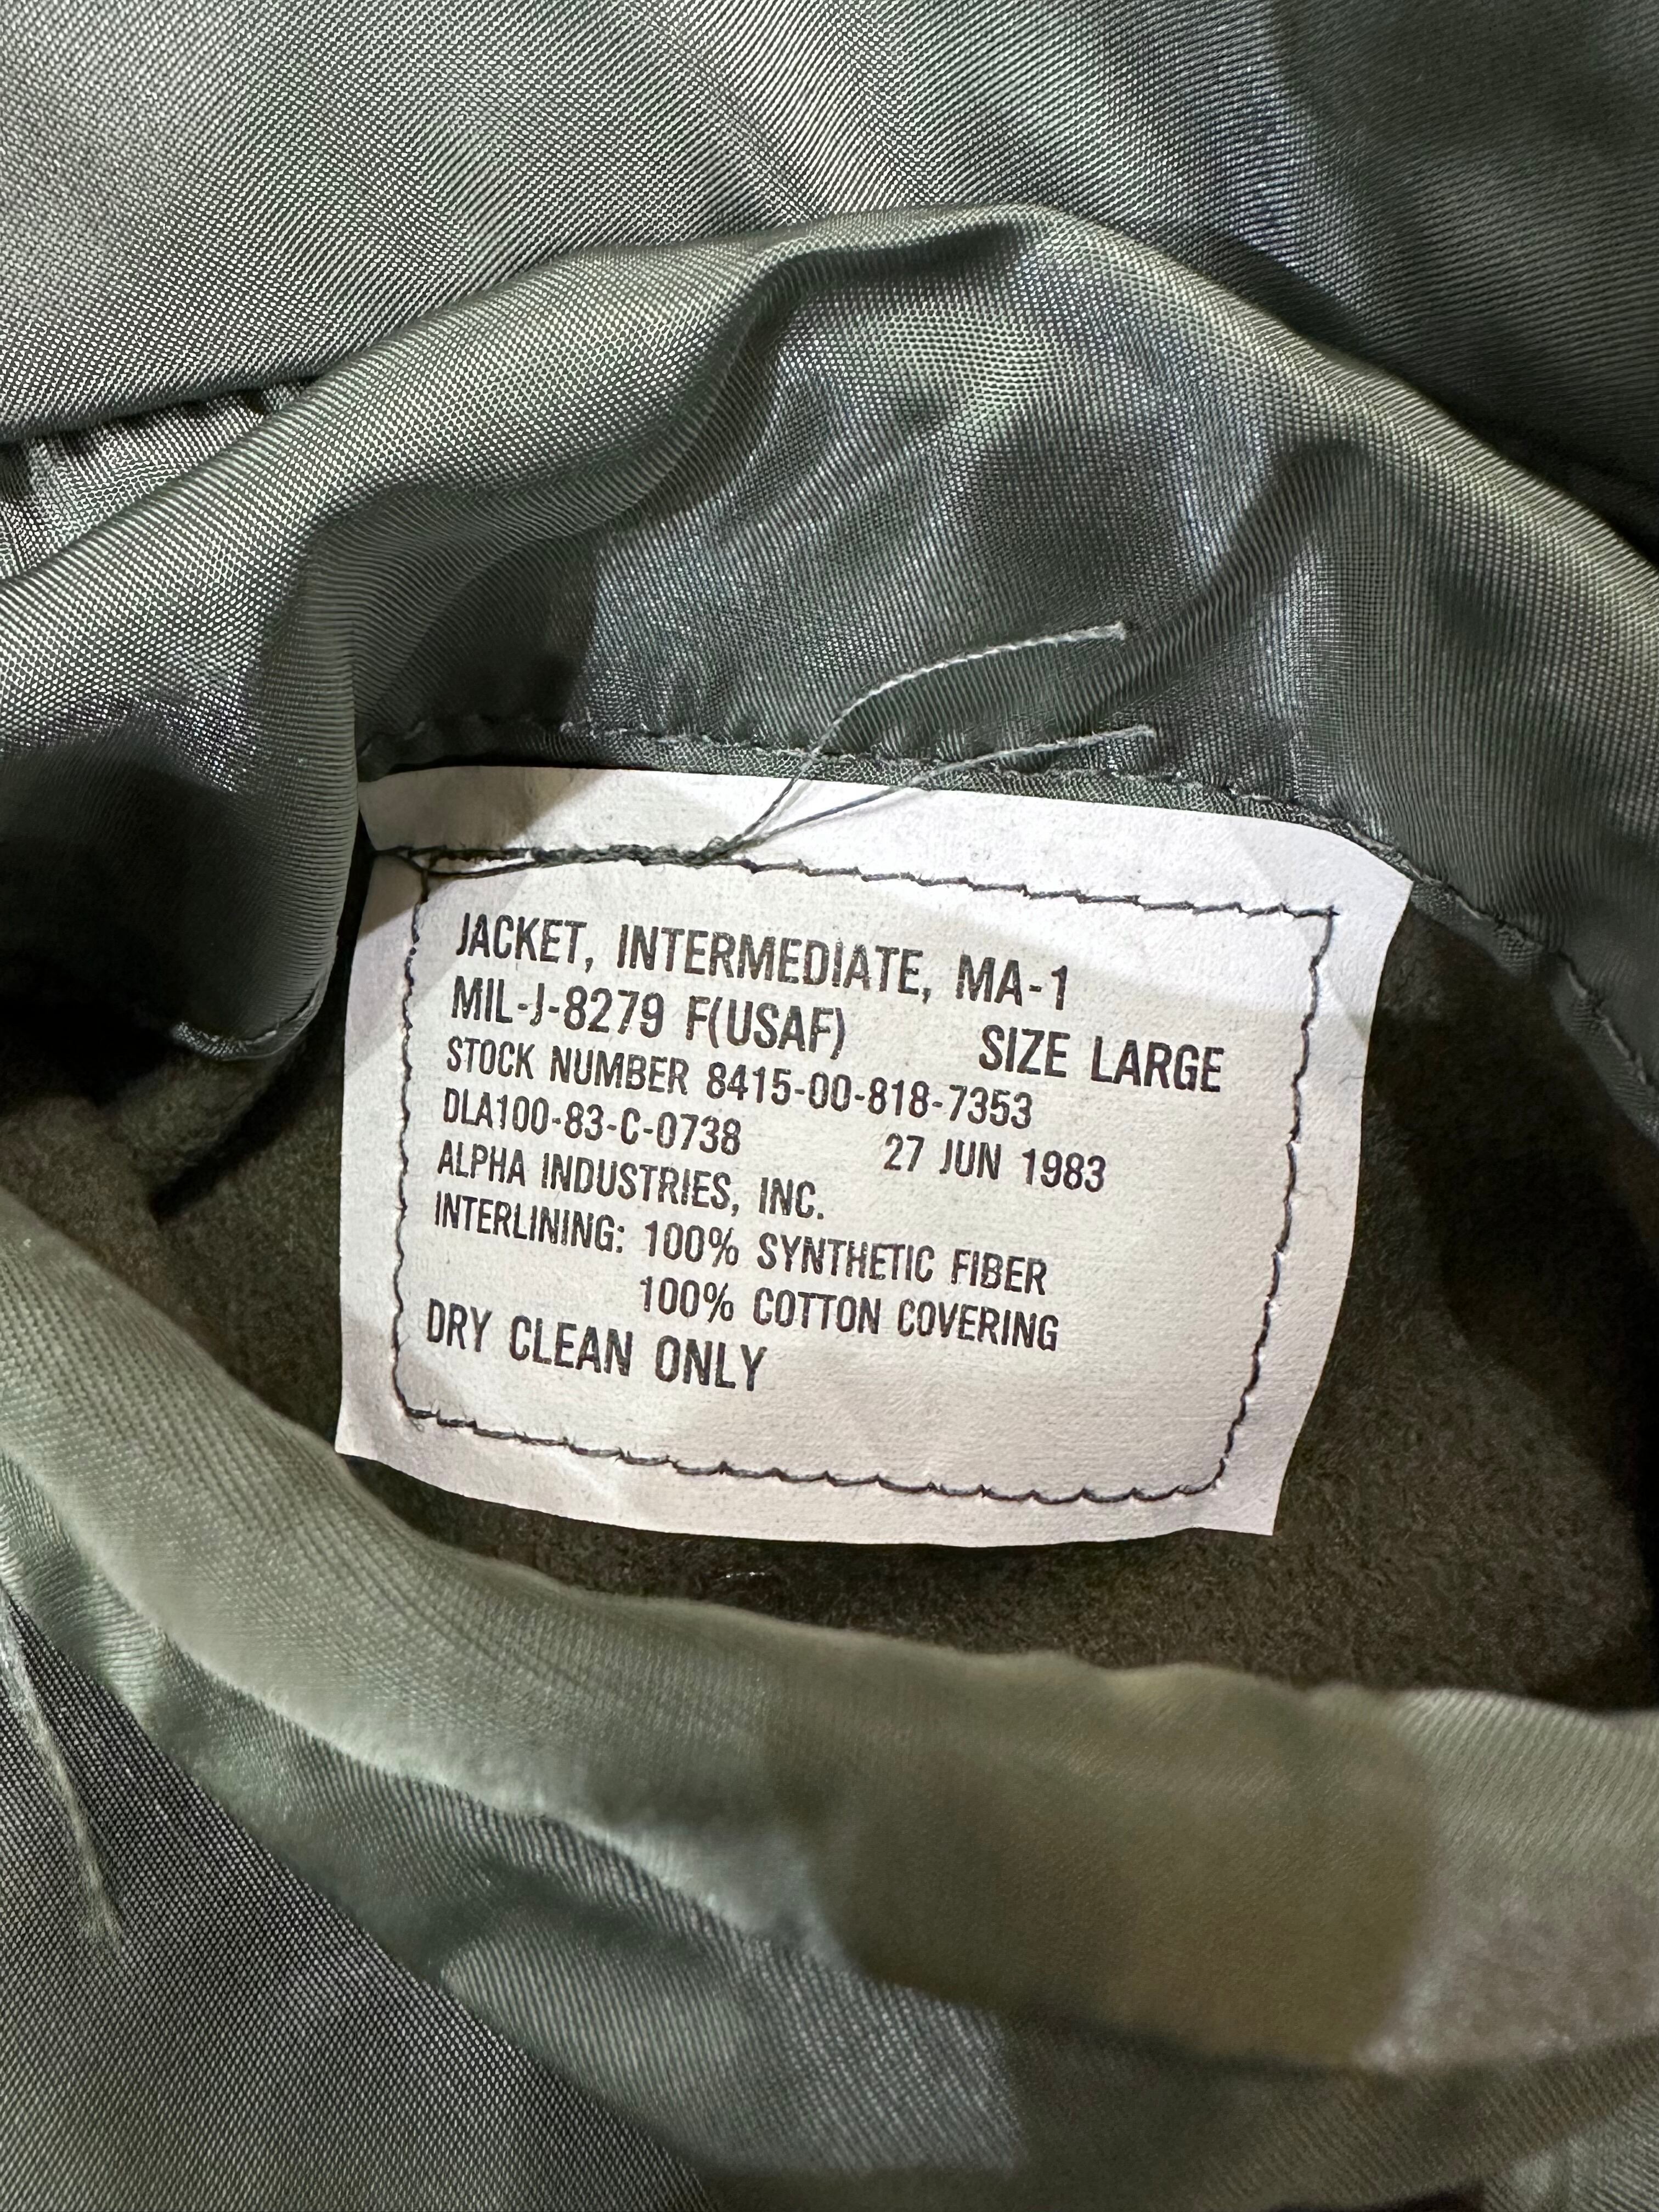 JACKET, INTERMEDIATE, MA-1
MIL-J-8279 F(USAF) SIZE LARGE
STOCK NUMBER 8415-00-818-7353
DLA100-83-C-0738 27 JUN 1983
ALPHA INDUSTRIES, INC.
INTERLINING: 100% SYNTHETIC FIBER
100% COTTON COVERING
DRY CLEAN ONLY